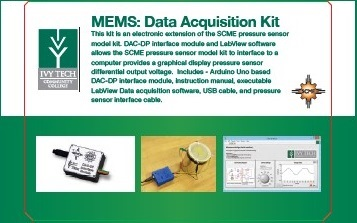 MEMS: Data Acquisition Kit
This kit is an electronic extension of the SCME pressure sensor
model kit. DAC-DP interface module and LabView software
allows the SCME pressure sensor model kit to interface to a
computer provides a graphical display pressure sensor
differential output voltage. Includes - Arduino Uno based
DAC-DP interface module, instruction manual, executable
LabView Data acquisition software, USB cable, and pressure
sensor interface cable.
IVY TECH
COMMUNITY
COLLEGE
SCME